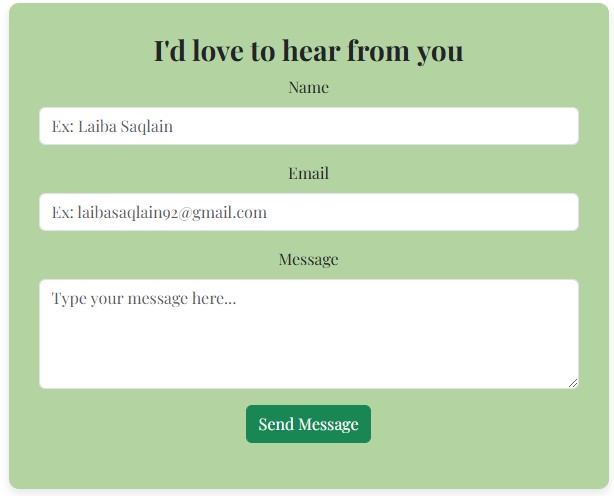 I'd love to hear from you
Name
Ex: Laiba Saqlain
Email
Ex: laibasaqlain92@gmail.com
Message
Type your message here...
Send Message